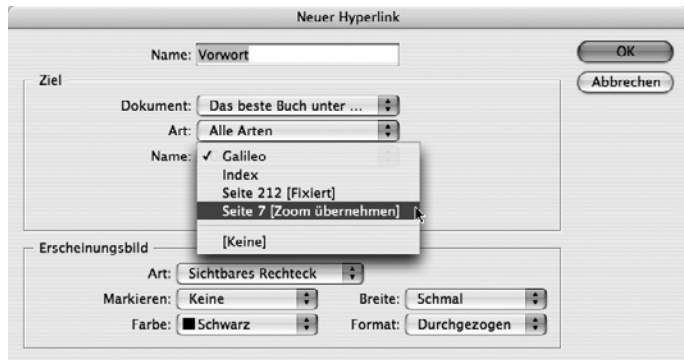 Neuer Hyperlink
Name: Vorwort
OK
Ziel
Abbrechen
Dokument: Das beste Buch unter ...
Art: Alle Arten
Name: ✓ Galileo
Index
Seite 212 [Fixiert]
Seite 7 [Zoom übernehmen]
[Keine]
Erscheinungsbild
Art: Sichtbares Rechteck
Markieren: Keine Breite: Schmal
Farbe: Schwarz Format: Durchgezogen